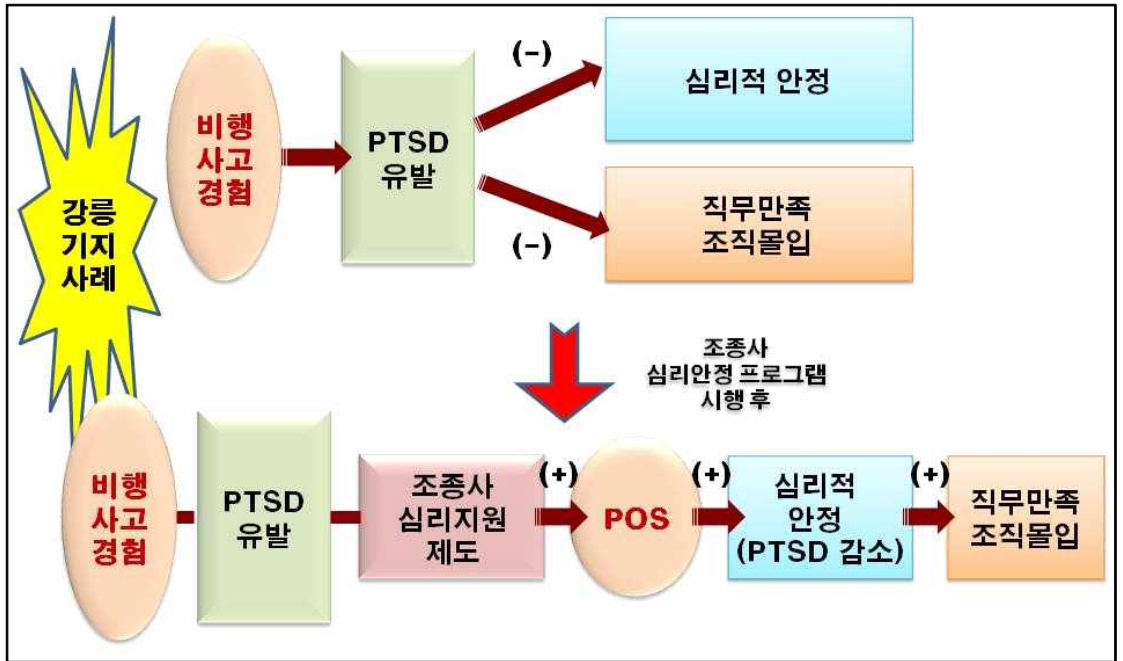 강릉
기지
사례
비행
사고
경험
PTSD
유발
(–)
심리적 안정
(–)
직무만족
조직몰입
조종사
심리안정 프로그램
시행 후
비행
사고
경험
PTSD
유발
조종사
심리지원
제도
(+)
POS
(+)
심리적
안정
(PTSD 감소)
(+)
직무만족
조직몰입